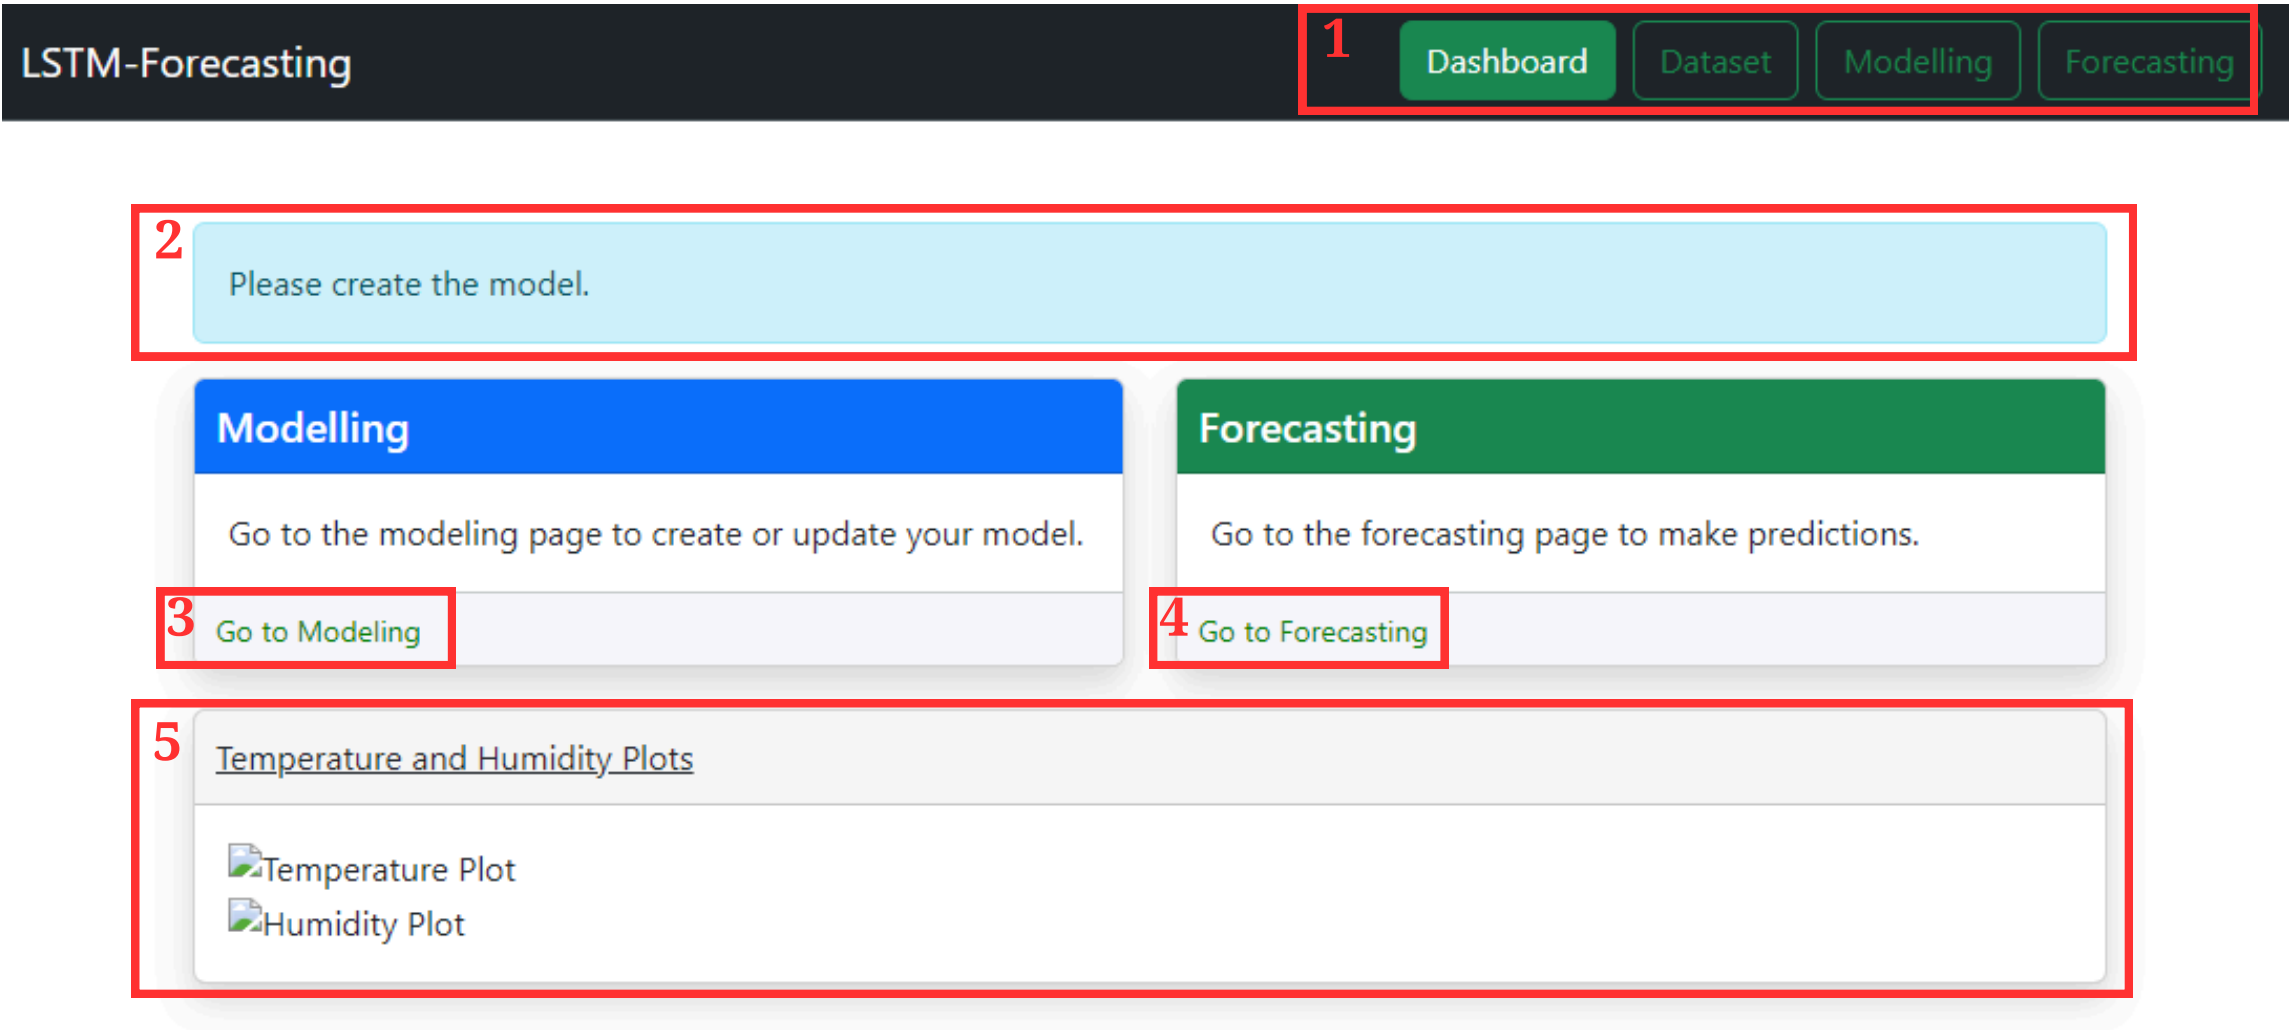 LSTM-Forecasting
1 Dashboard Dataset Modelling Forecasting
2
Please create the model.
Modelling
Go to the modeling page to create or update your model.
3 Go to Modeling
Forecasting
Go to the forecasting page to make predictions.
4 Go to Forecasting
5
Temperature and Humidity Plots
Temperature Plot
Humidity Plot